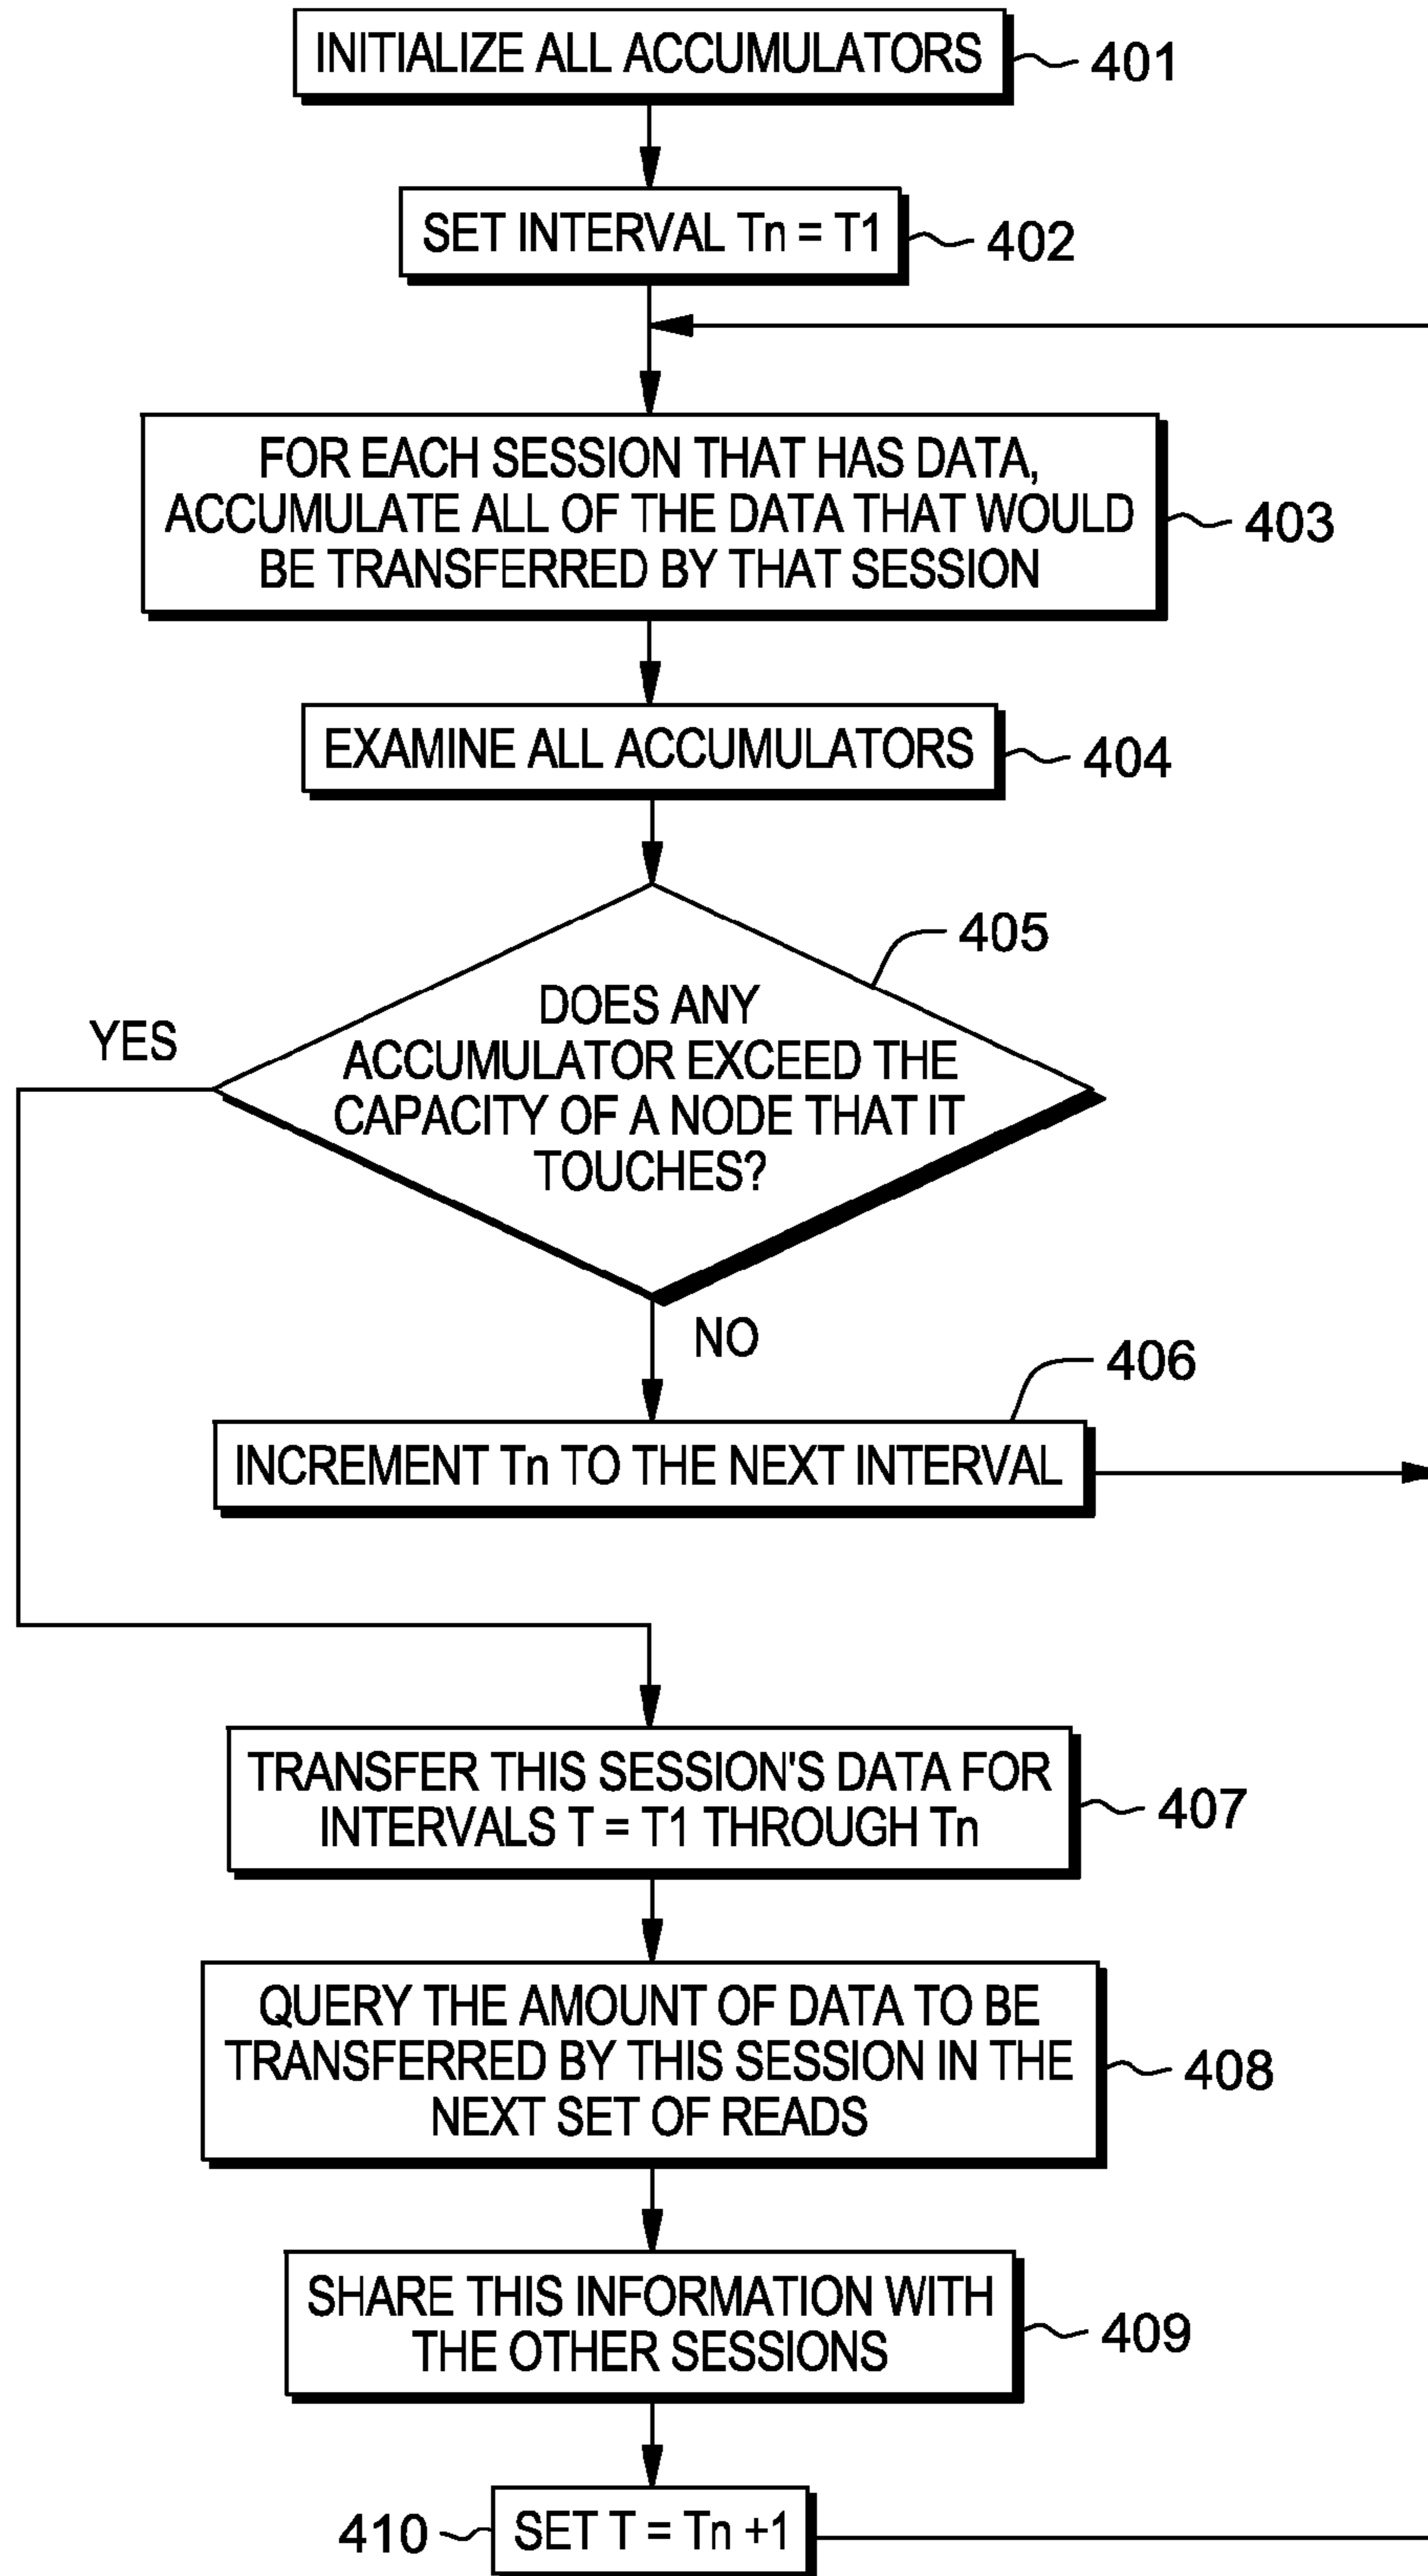 INITIALIZE ALL ACCUMULATORS
401
SET INTERVAL Tn = T1
402
FOR EACH SESSION THAT HAS DATA,
ACCUMULATE ALL OF THE DATA THAT WOULD
BE TRANSFERRED BY THAT SESSION
403
EXAMINE ALL ACCUMULATORS
404
405
DOES ANY
ACCUMULATOR EXCEED THE
CAPACITY OF A NODE THAT IT
TOUCHES?
YES
NO
406
INCREMENT Tn TO THE NEXT INTERVAL
TRANSFER THIS SESSION'S DATA FOR
INTERVALS T = T1 THROUGH Tn
407
QUERY THE AMOUNT OF DATA TO BE
TRANSFERRED BY THIS SESSION IN THE
NEXT SET OF READS
408
SHARE THIS INFORMATION WITH
THE OTHER SESSIONS
409
410
SET T = Tn +1